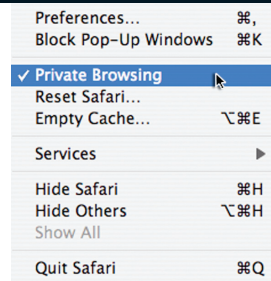 Preferences... ⌘,
Block Pop-Up Windows ⌘K
✓ Private Browsing
Reset Safari...
Empty Cache... ⌥⌘E
Services ▶
Hide Safari ⌘H
Hide Others ⌥⌘H
Show All
Quit Safari ⌘Q